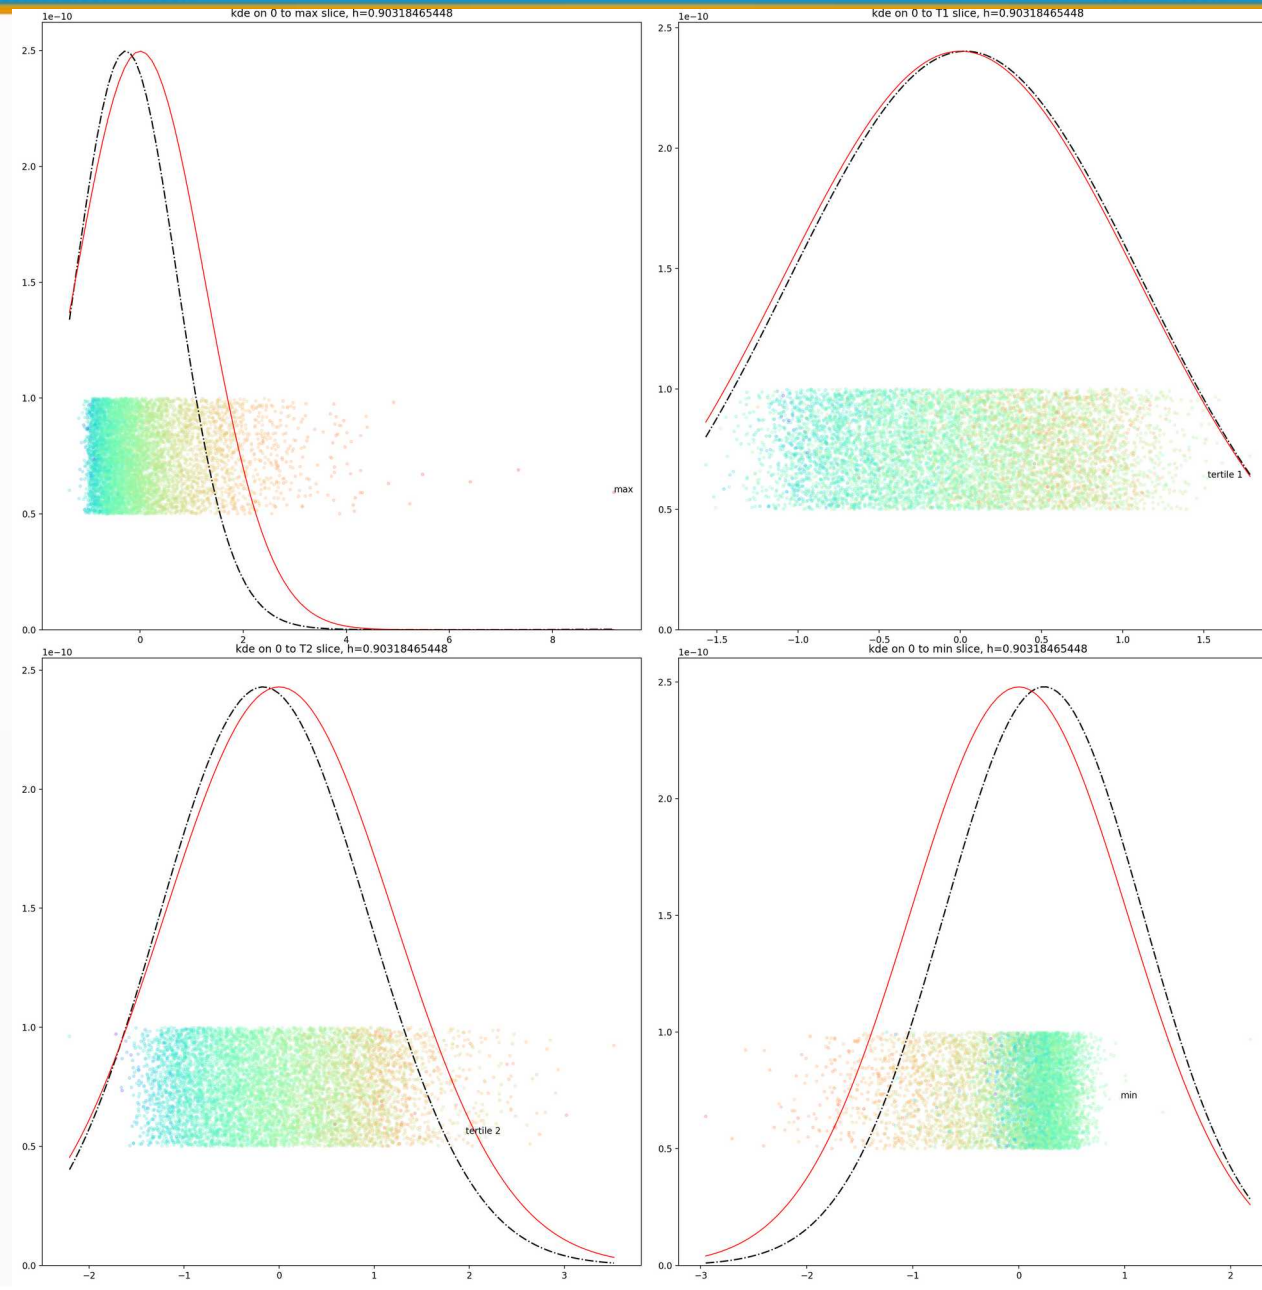 1e−10
kde on 0 to max slice, h=0.90318465448
2.5
2.0
1.5
1.0
0.5
0.0
max
0 2 4 6 8
1e−10
kde on 0 to T1 slice, h=0.90318465448
2.5
2.0
1.5
1.0
0.5
0.0
tertile 1
−1.5 −1.0 −0.5 0.0 0.5 1.0 1.5
1e−10
kde on 0 to T2 slice, h=0.90318465448
2.5
2.0
1.5
1.0
0.5
0.0
tertile 2
−2 −1 0 1 2 3
1e−10
kde on 0 to min slice, h=0.90318465448
2.5
2.0
1.5
1.0
0.5
0.0
min
−3 −2 −1 0 1 2